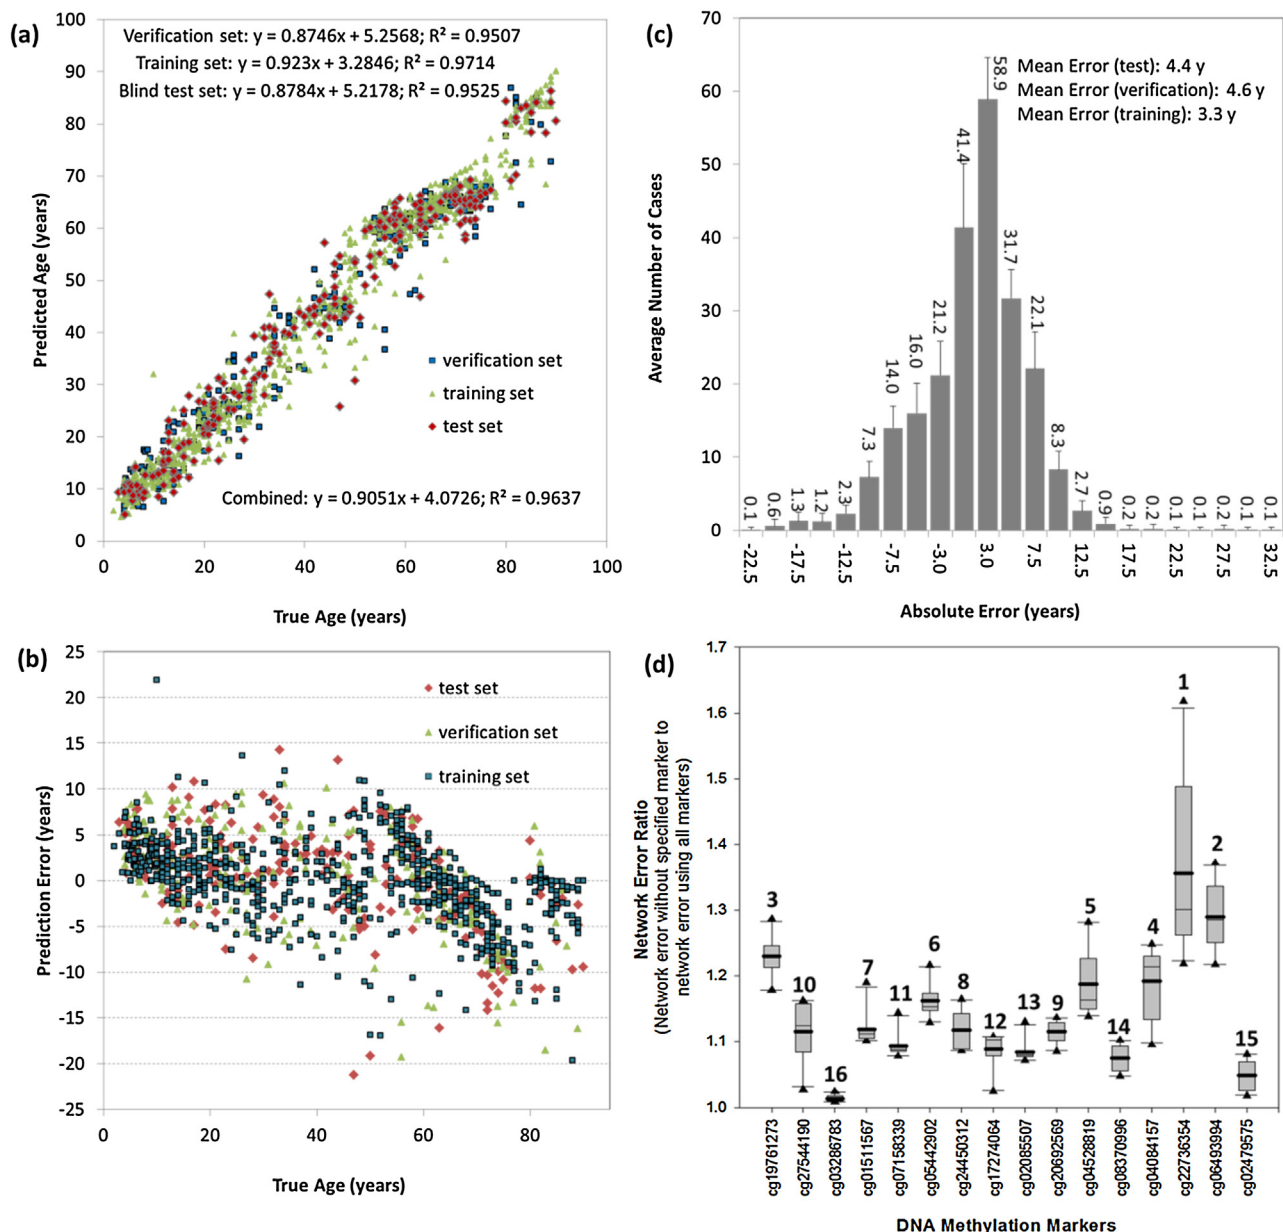 (a)
Verification set: y = 0.8746x + 5.2568; R² = 0.9507
Training set: y = 0.923x + 3.2846; R² = 0.9714
Blind test set: y = 0.8784x + 5.2178; R² = 0.9525
100
90
80
70
60
50
40
30
20
10
0
Predicted Age (years)
verification set
training set
test set
Combined: y = 0.9051x + 4.0726; R² = 0.9637
0 20 40 60 80 100
True Age (years)
(c)
70
60
50
40
30
20
10
0
Average Number of Cases
Mean Error (test): 4.4 y
Mean Error (verification): 4.6 y
Mean Error (training): 3.3 y
0.1 0.6 1.3 1.2 2.3 7.3 14.0 16.0 21.2 41.4 58.9 31.7 22.1 8.3 2.7 0.9 0.2 0.2 0.1 0.1 0.2 0.1 0.1
-22.5 -17.5 -12.5 -7.5 -3.0 3.0 7.5 12.5 17.5 22.5 27.5 32.5
Absolute Error (years)
(b)
25
20
15
10
5
0
-5
-10
-15
-20
-25
Prediction Error (years)
test set
verification set
training set
0 20 40 60 80
True Age (years)
(d)
1.7
1.6
1.5
1.4
1.3
1.2
1.1
1.0
Network Error Ratio
(Network error without specified marker to
network error using all markers)
3 10 16 7 11 6 8 12 13 9 5 14 4 1 2 15
cg19761273 cg27544190 cg03286783 cg01511567 cg07158339 cg05442902 cg24450312 cg17274064 cg02085507 cg20692569 cg04528819 cg08370996 cg04084157 cg22736354 cg06493994 cg02479575
DNA Methylation Markers